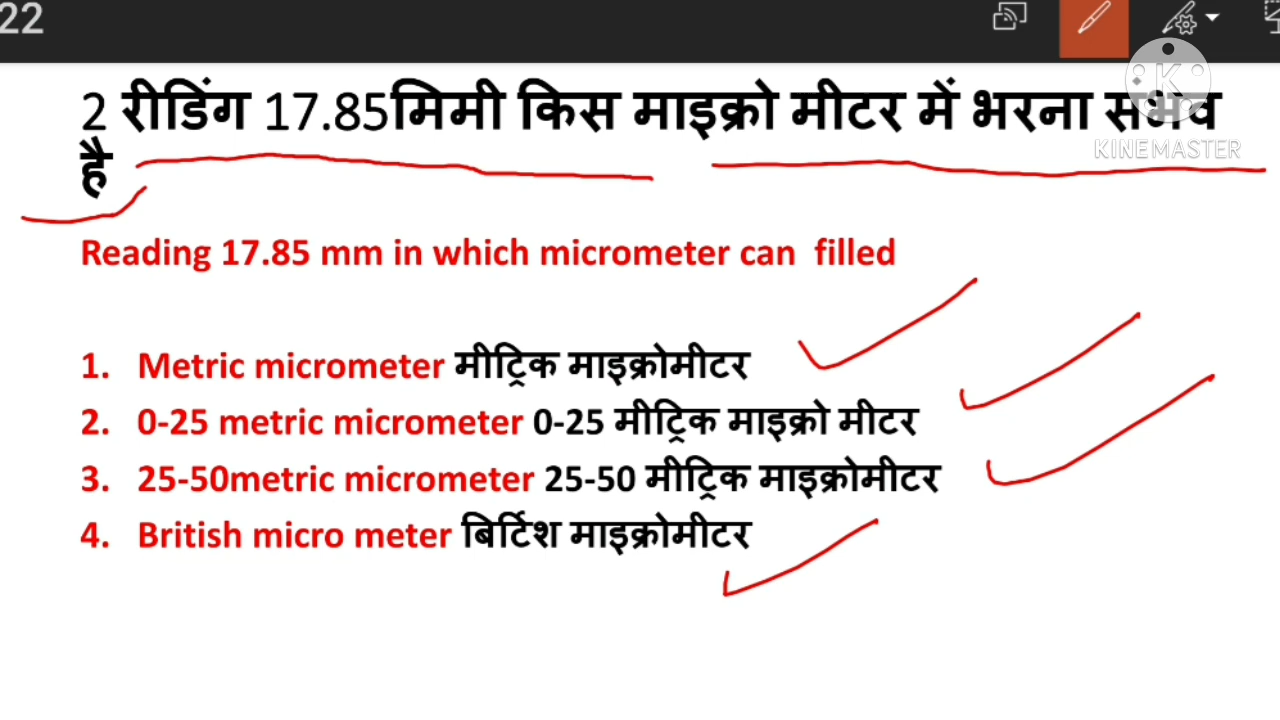 22
2 रीडिंग 17.85मिमी किस माइक्रो मीटर में भरना सभव
है
KINEMASTER
Reading 17.85 mm in which micrometer can filled
1. Metric micrometer मीट्रिक माइक्रोमीटर
2. 0-25 metric micrometer 0-25 मीट्रिक माइक्रो मीटर
3. 25-50metric micrometer 25-50 मीट्रिक माइक्रोमीटर
4. British micro meter बिर्टिश माइक्रोमीटर